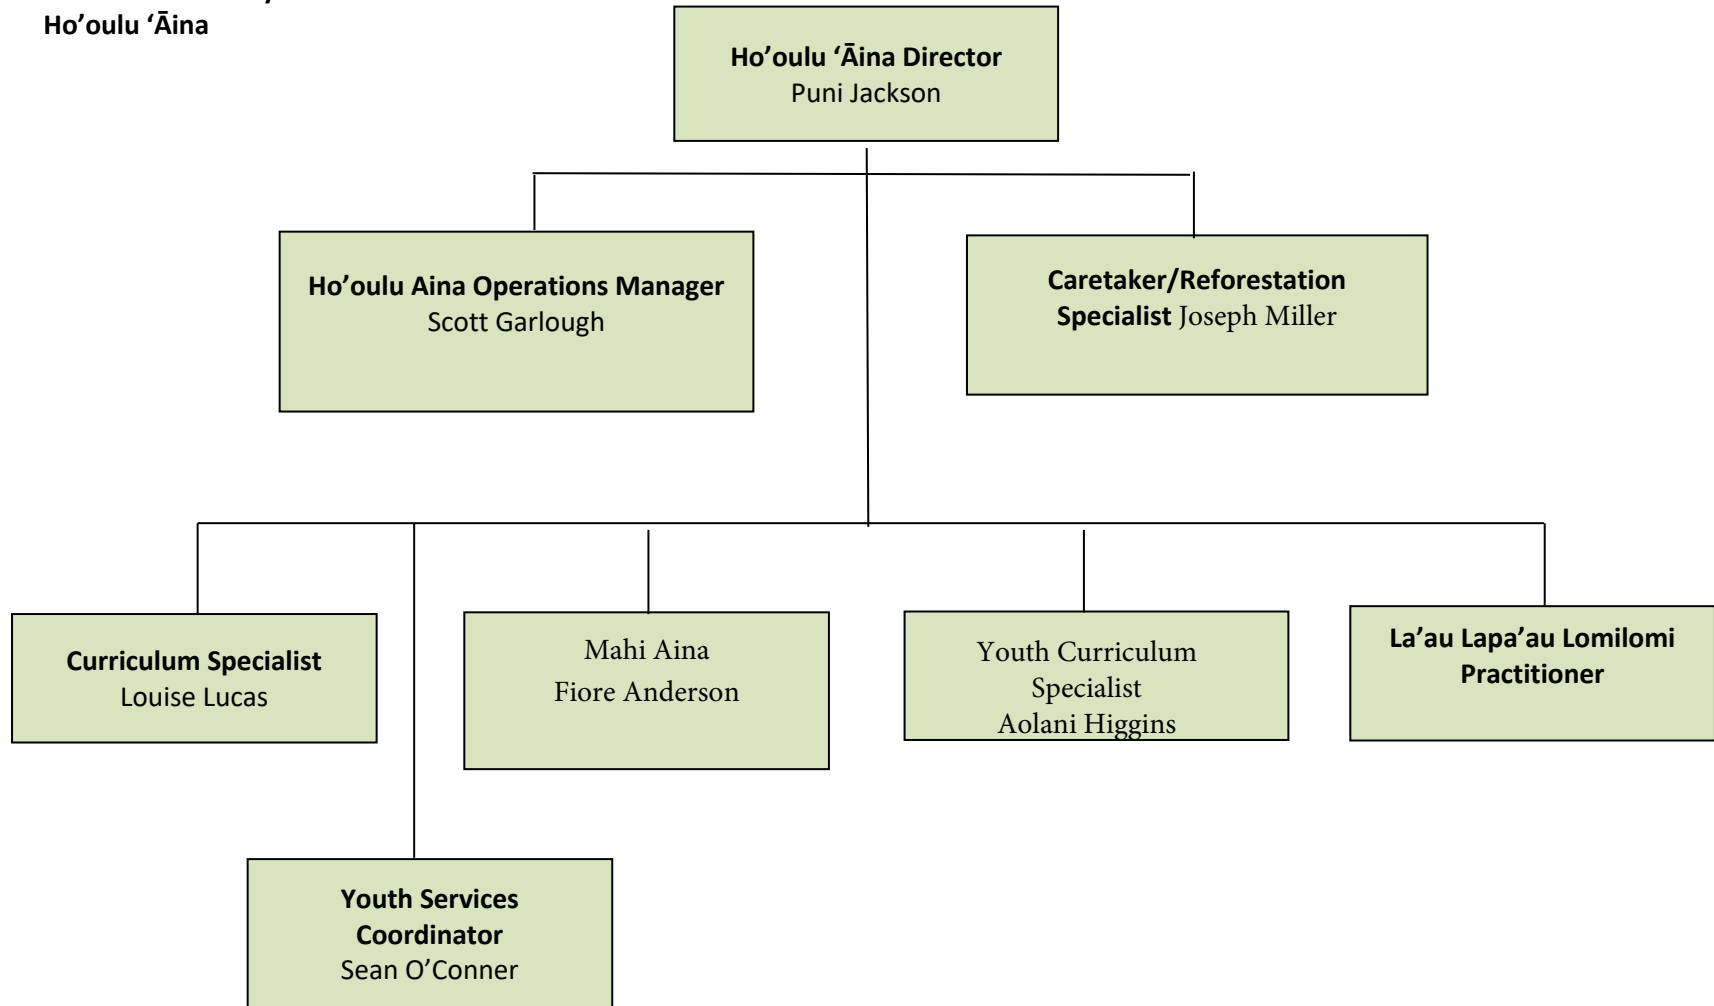 Ho’oulu ‘Āina
Ho’oulu ‘Āina Director
Puni Jackson
Ho’oulu Aina Operations Manager
Scott Garlough
Caretaker/Reforestation
Specialist Joseph Miller
Curriculum Specialist
Louise Lucas
Mahi Aina
Fiore Anderson
Youth Curriculum
Specialist
Aolani Higgins
La’au Lapa’au Lomilomi
Practitioner
Youth Services
Coordinator
Sean O’Conner